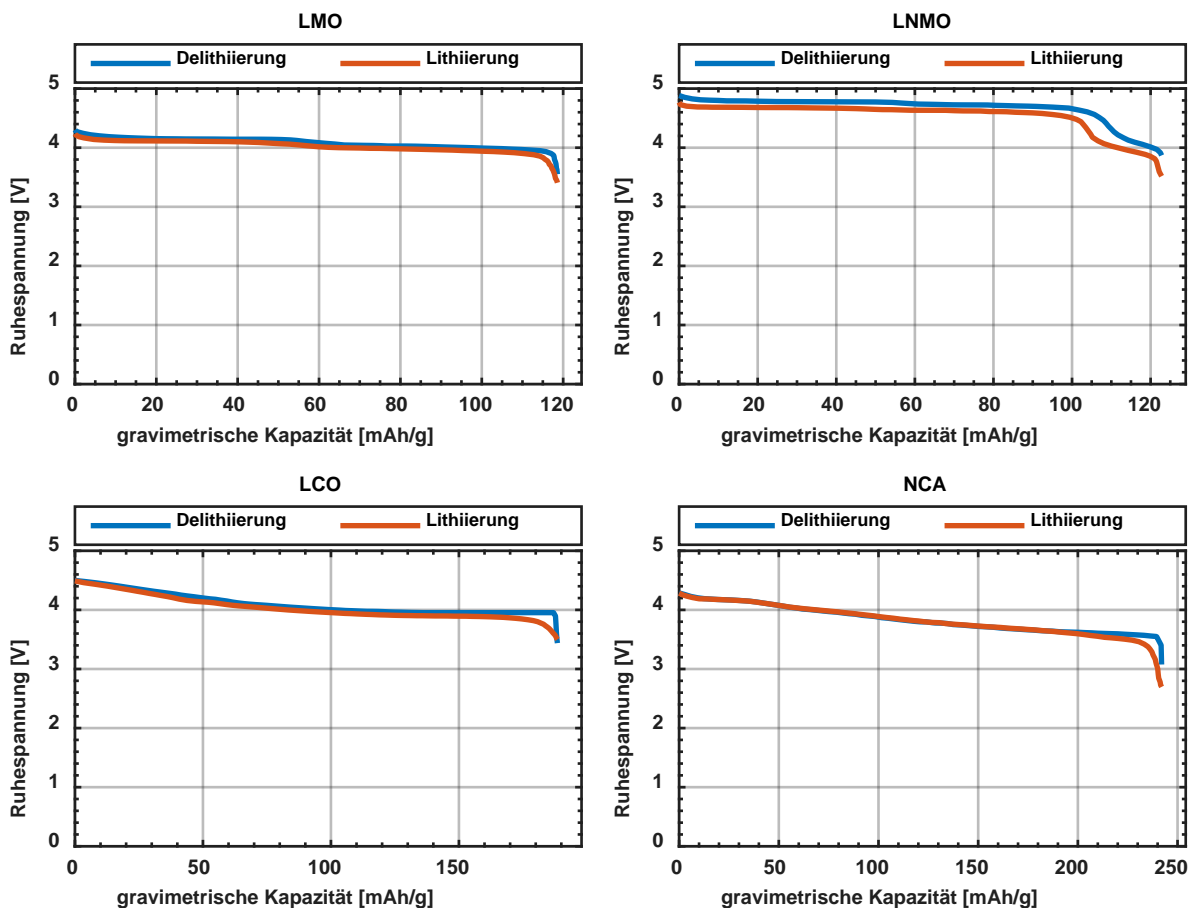 LMO
Delithiierung Lithiierung
5
4
3
2
1
0
Ruhespannung [V]
0 20 40 60 80 100 120
gravimetrische Kapazität [mAh/g]
LNMO
Delithiierung Lithiierung
5
4
3
2
1
0
Ruhespannung [V]
0 20 40 60 80 100 120
gravimetrische Kapazität [mAh/g]
LCO
Delithiierung Lithiierung
5
4
3
2
1
0
Ruhespannung [V]
0 50 100 150
gravimetrische Kapazität [mAh/g]
NCA
Delithiierung Lithiierung
5
4
3
2
1
0
Ruhespannung [V]
0 50 100 150 200 250
gravimetrische Kapazität [mAh/g]